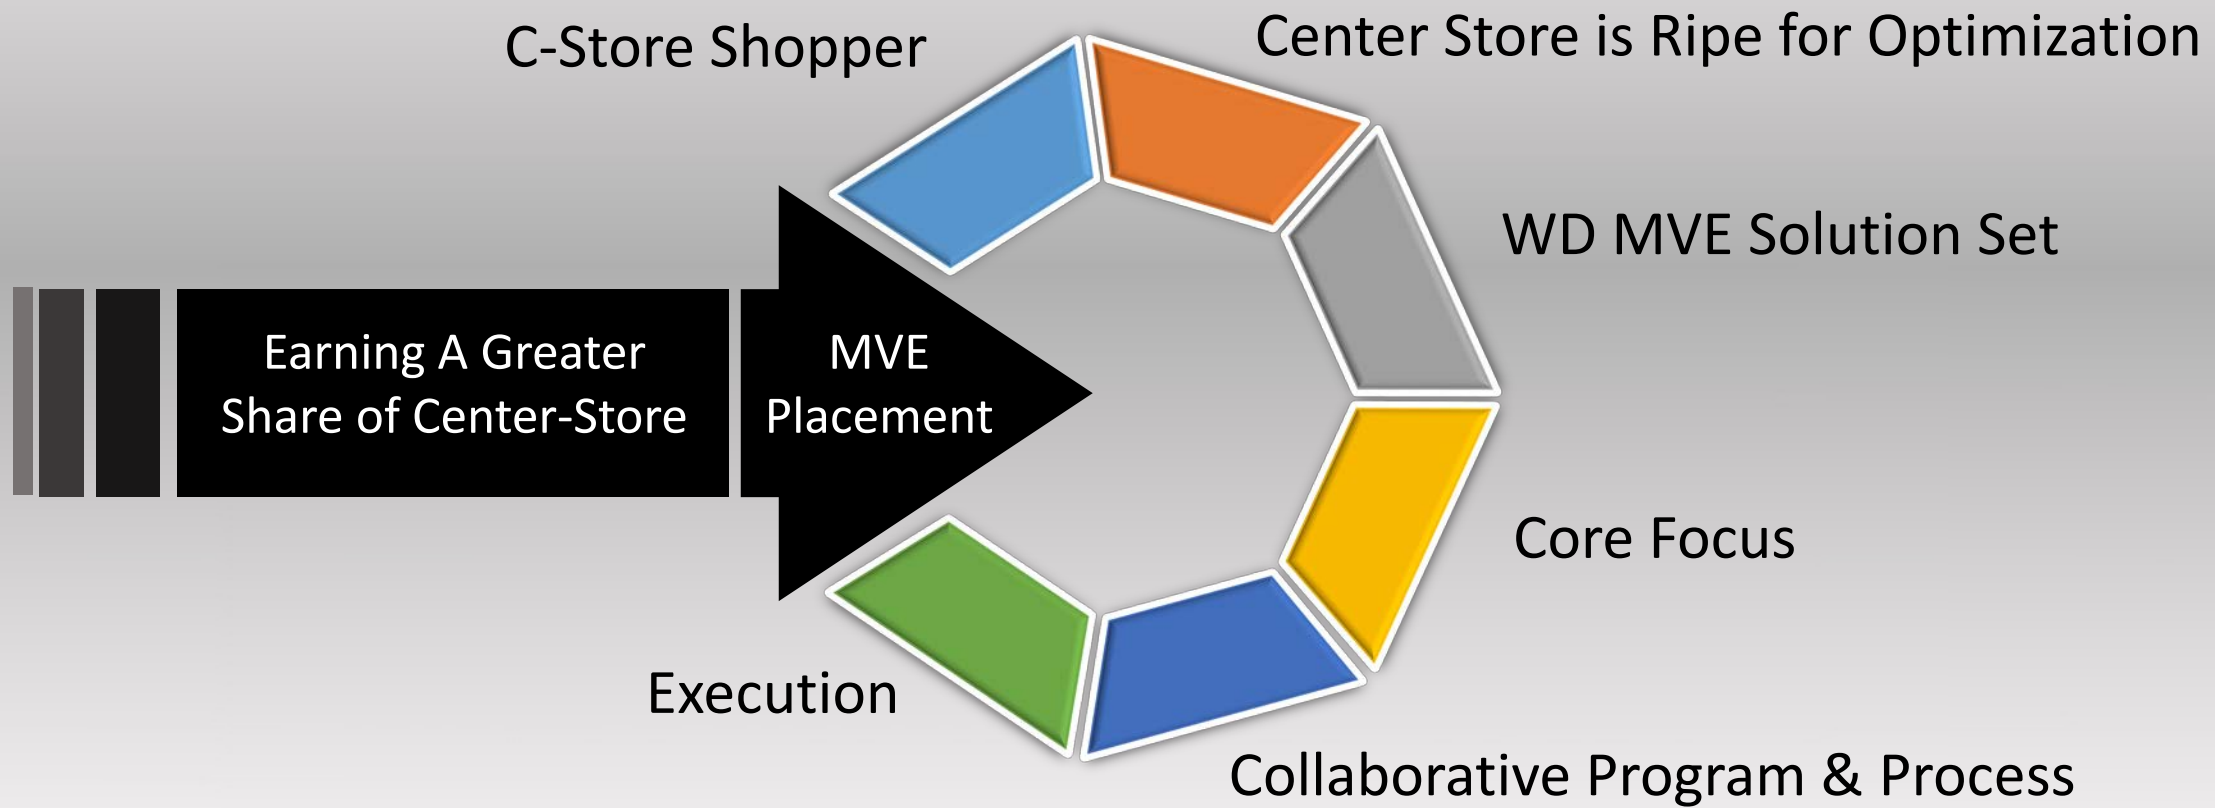 C-Store Shopper
Center Store is Ripe for Optimization
WD MVE Solution Set
Earning A Greater
Share of Center-Store
MVE
Placement
Core Focus
Execution
Collaborative Program & Process